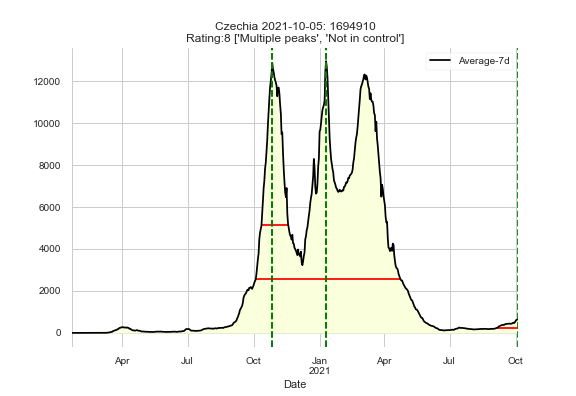 Czechia 2021-10-05: 1694910
Rating:8 ['Multiple peaks', 'Not in control']
Average-7d
12000
10000
8000
6000
4000
2000
0
Apr Jul Oct Jan Apr Jul Oct
2021
Date